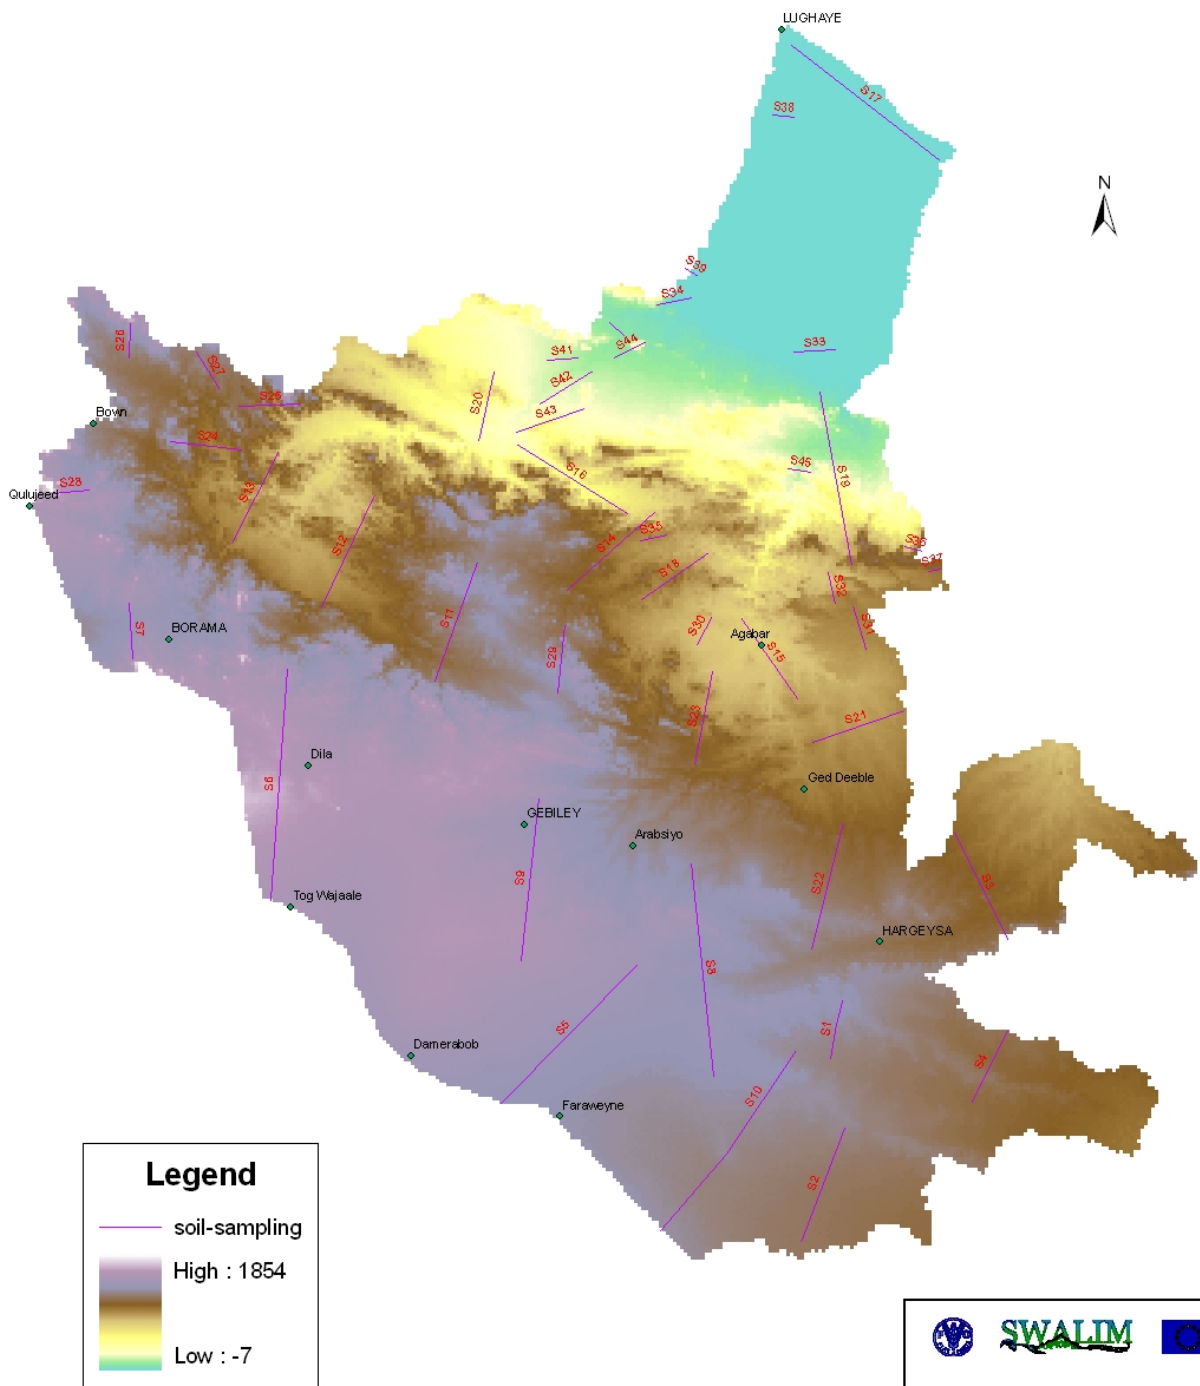 LUGHAYE
S17
S38
N
S39
S34
S44
S33
S26
S41
S27
S42
S20
S25
S43
Bown
S24
S16
S45
S19
S28
S13
Qulujeed
S12
S14
S35
S36
S37
S18
S32
S11
S7
BORAMA
S30
Agabar
S31
S15
S29
S23
S21
Dila
S6
Ged Deeble
GEBILEY
Arabsiyo
S9
S22
S3
Tog Wajaale
HARGEYSA
S8
S5
S1
Damerabob
S4
S10
Faraweyne
S2
Legend
soil-sampling
High : 1854
Low : -7
SWALIM